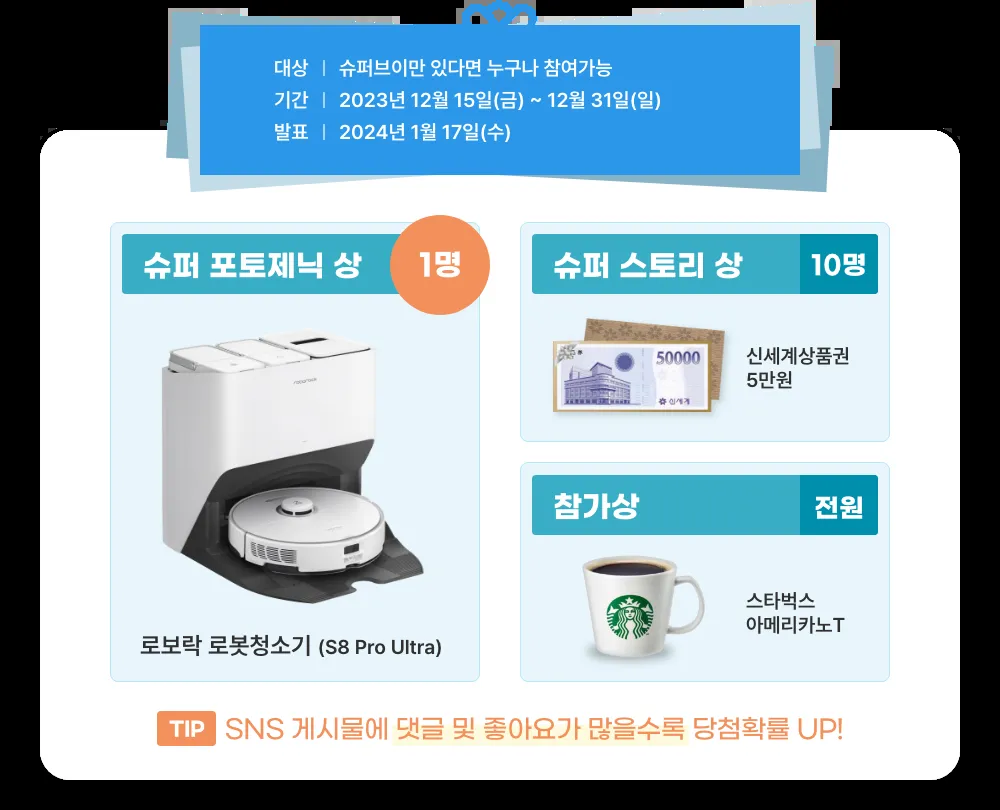 대상 | 슈퍼브이만 있다면 누구나 참여가능
기간 | 2023년 12월 15일(금) ~ 12월 31일(일)
발표 | 2024년 1월 17일(수)
슈퍼 포토제닉 상 1명
로보락 로봇청소기 (S8 Pro Ultra)
슈퍼 스토리 상 10명
50000
신세계
신세계상품권
5만원
참가상 전원
스타벅스
아메리카노T
TIP SNS 게시물에 댓글 및 좋아요가 많을수록 당첨확률 UP!